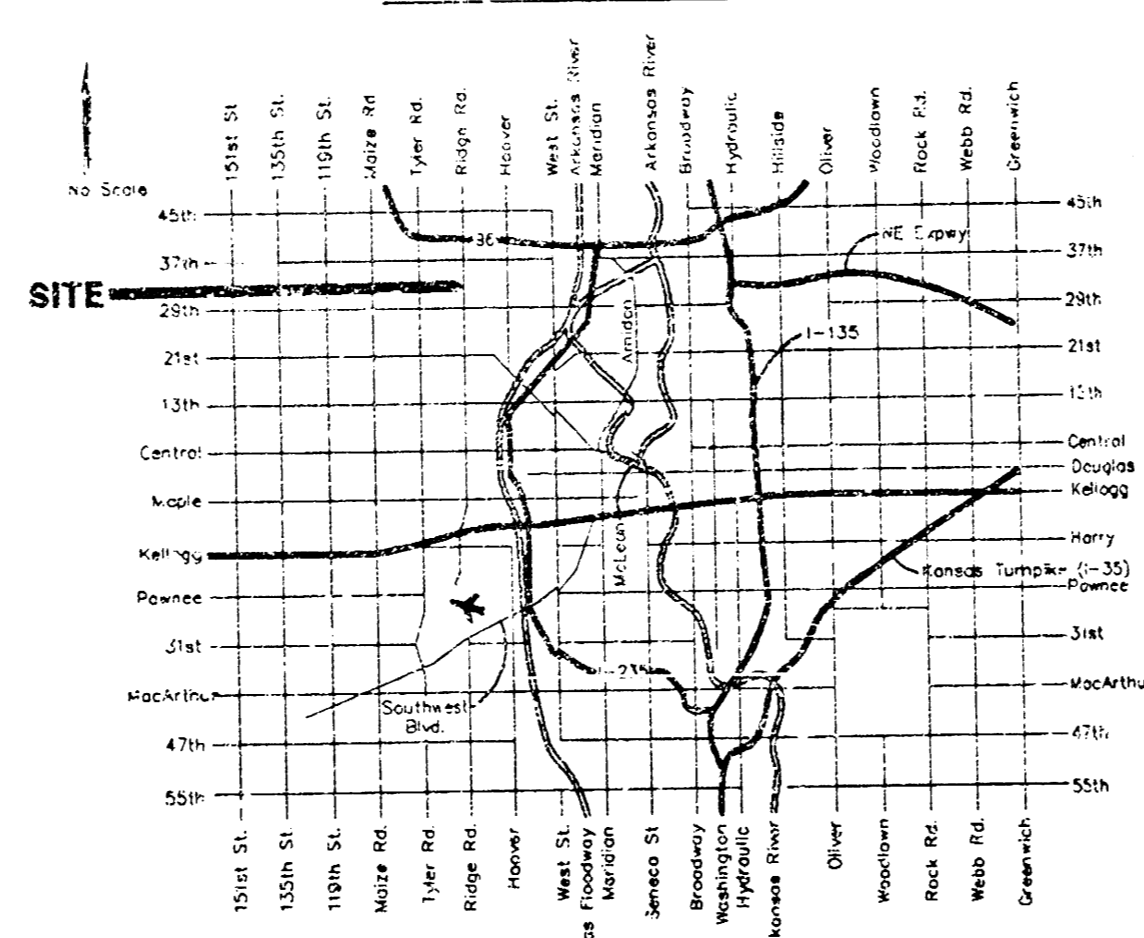 151st St
135th St.
119th St.
Maize Rd
Tyler Rd.
Ridge Rd.
Hoover
West St.
Arkansas River
Meridian
Arkansas River
Broadway
Hydraulic
Hillside
Oliver
Woodlawn
Rock Rd.
Webb Rd.
Greenwich
No Scale
45th
45th
96
NE Expwy
37th
37th
SITE
29th
29th
Amidon
I-135
21st
21st
13th
13th
Central
Central
Douglas
Maple
Kellogg
McLean
Harry
Kellogg
Kansas Turnpike (I-35)
Pawnee
Pawnee
31st
31st
I-235
MacArthur
MacArthu
Southwest
Blvd.
47th
47th
55th
55th
151st St.
135th St.
119th St.
Maize Rd.
Tyler Rd.
Ridge Rd.
Hoover
West St.
as Floodway
Meridian
Seneca St
Broadway
Washington
Hydraulic
kansas River
Oliver
Woodlawn
Rock Rd.
Webb Rd.
Greenwich